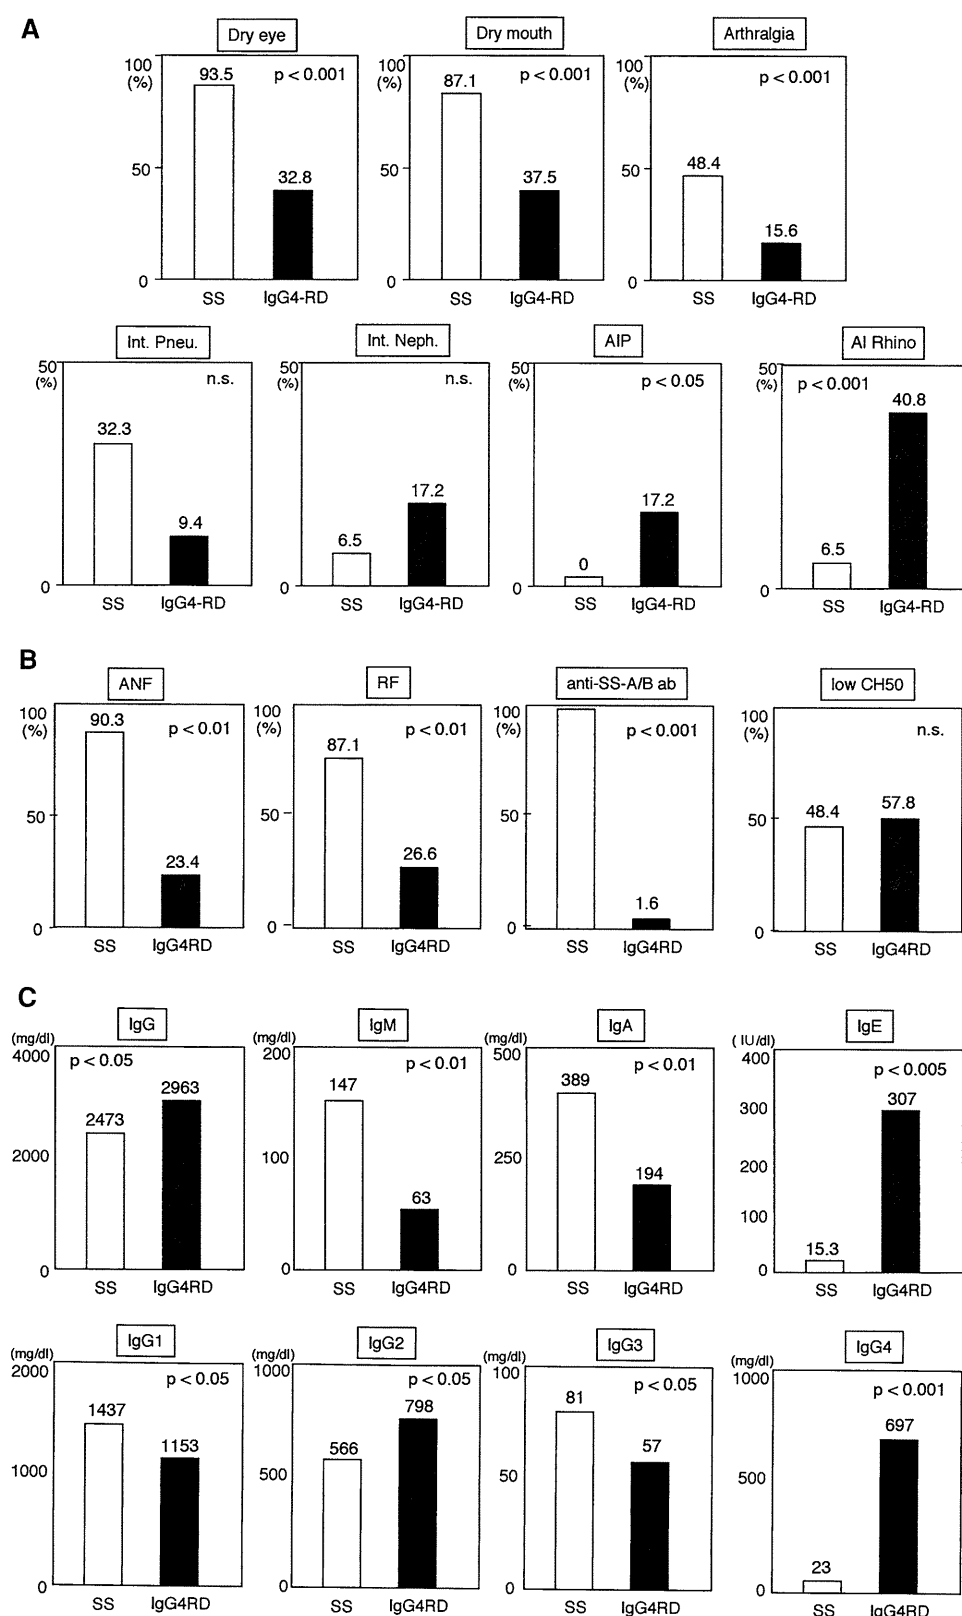 A
Dry eye
Dry mouth
Arthralgia
100
(%)
93.5
p < 0.001
50
32.8
0
SS
IgG4-RD
100
(%)
87.1
p < 0.001
50
37.5
0
SS
IgG4-RD
100
(%)
p < 0.001
50
48.4
15.6
0
SS
IgG4-RD
Int. Pneu.
Int. Neph.
AIP
AI Rhino
50
(%)
n.s.
32.3
9.4
0
SS
IgG4-RD
50
(%)
n.s.
6.5
17.2
0
SS
IgG4-RD
50
(%)
p < 0.05
0
17.2
0
SS
IgG4-RD
50
(%)
p < 0.001
40.8
6.5
0
SS
IgG4-RD
B
ANF
RF
anti-SS-A/B ab
low CH50
100
(%)
90.3
p < 0.01
50
23.4
0
SS
IgG4RD
100
(%)
p < 0.01
87.1
50
26.6
0
SS
IgG4RD
100
(%)
p < 0.001
50
1.6
0
SS
IgG4RD
100
(%)
n.s.
50
48.4
57.8
0
SS
IgG4RD
C
IgG
IgM
IgA
IgE
(mg/dl)
4000
p < 0.05
2963
2473
2000
0
SS
IgG4RD
(mg/dl)
200
p < 0.01
147
100
63
0
SS
IgG4RD
(mg/dl)
500
p < 0.01
389
250
194
0
SS
IgG4RD
( IU/dl)
400
p < 0.005
307
300
200
100
15.3
0
SS
IgG4RD
IgG1
IgG2
IgG3
IgG4
(mg/dl)
2000
p < 0.05
1437
1153
1000
0
SS
IgG4RD
(mg/dl)
1000
p < 0.05
798
566
500
0
SS
IgG4RD
(mg/dl)
100
p < 0.05
81
57
50
0
SS
IgG4RD
(mg/dl)
1000
p < 0.001
697
500
23
0
SS
IgG4RD